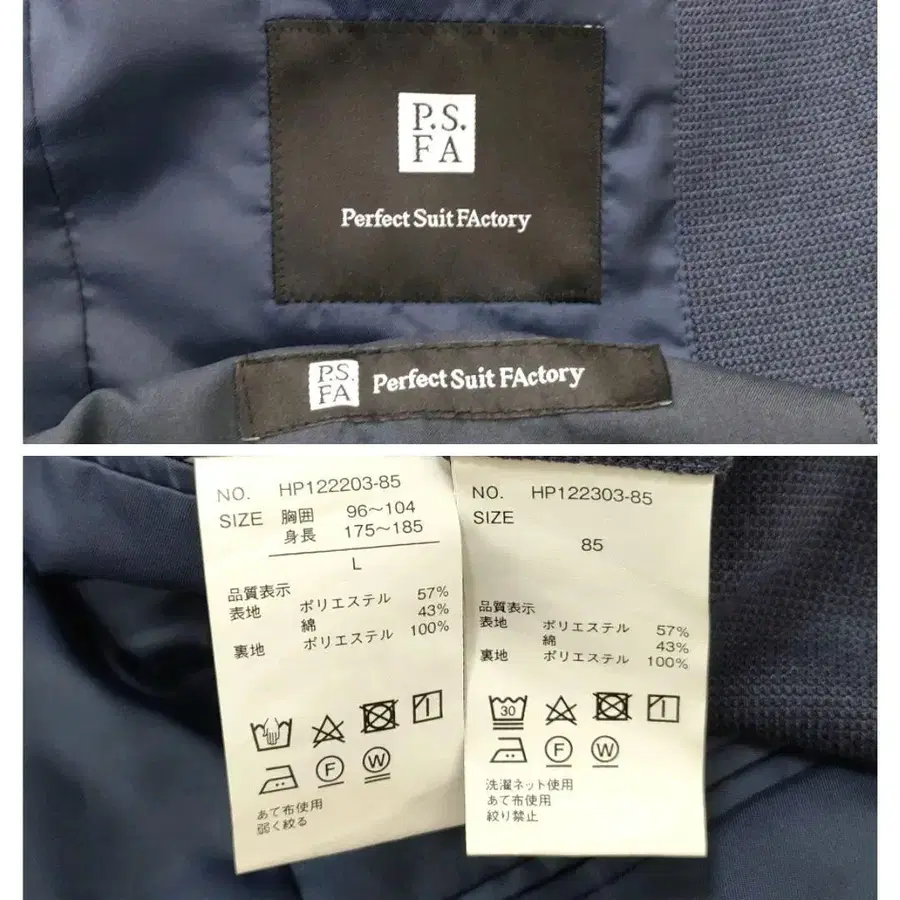 P.S.
FA
Perfect Suit FActory
P.S.
FA
Perfect Suit FActory
NO. HP122203-85
SIZE 胸囲 96～104
身長 175～185
L
品質表示
表地 ポリエステル 57%
綿 43%
裏地 ポリエステル 100%
F
W
あて布使用
弱く絞る
NO. HP122303-85
SIZE
85
品質表示
表地 ポリエステル 57%
綿 43%
裏地 ポリエステル 100%
30
F
W
洗濯ネット使用
あて布使用
絞り禁止